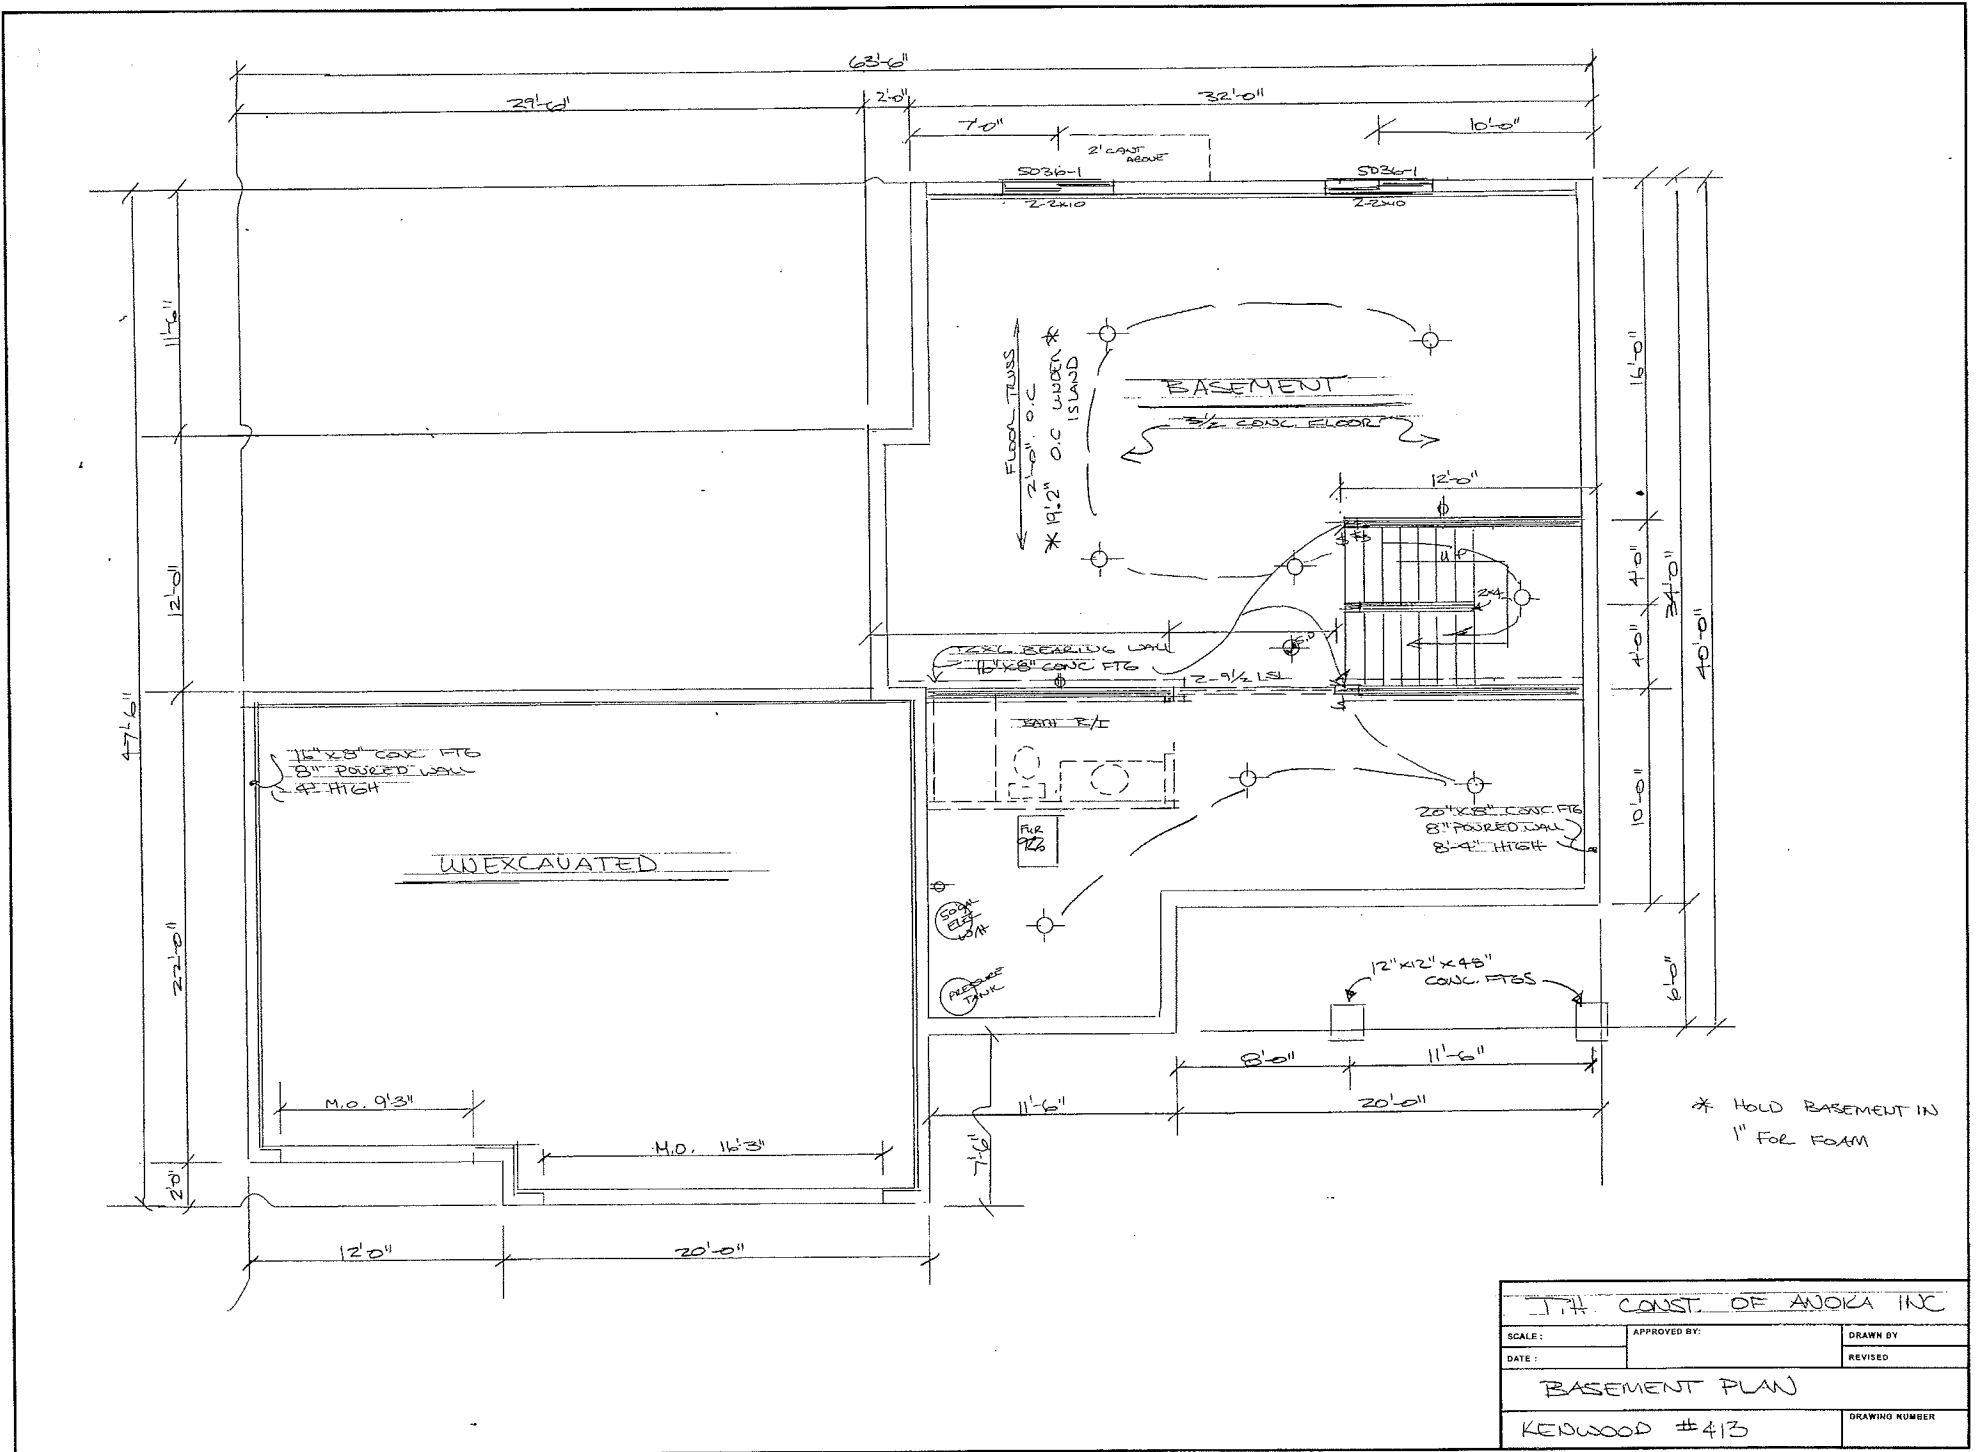 63'-6"
29'-6"
2'-0"
32'-0"
7'-0"
10'-0"
2' CANT
ABOVE
5036-1
5036-1
2-2x10
2-2x10
11'-6"
12'-0"
47'-6"
22'-0"
2'-0"
16'-0"
4'-0"
4'-0"
34'-0"
40'-0"
10'-0"
6'-0"
FLOOR TRUSS
2'-0" O.C
* 19.2" O.C UNDER *
ISLAND
BASEMENT
3½ CONC. FLOOR
12'-0"
UP
2x4
2x6 BEARING WALL
16"x8" CONC FTG
2-9½ LSL
BATH R/I
16"x8" CONC FTG
8" POURED WALL
4' HIGH
UNEXCAVATED
FUR
50 GAL
ELEC
W/H
PRESSURE
TANK
20"x8" CONC. FTG
8" POURED WALL
8'-4" HIGH
12"x12"x48"
CONC. FTGS
8'-0"
11'-6"
11'-6"
20'-0"
7'-6"
M.O. 9'3"
M.O. 16'3"
12'-0"
20'-0"
* HOLD BASEMENT IN
1" FOR FOAM
CONST. OF ANOKA INC
SCALE :
APPROVED BY:
DRAWN BY
DATE :
REVISED
BASEMENT PLAN
KENWOOD #413
DRAWING NUMBER